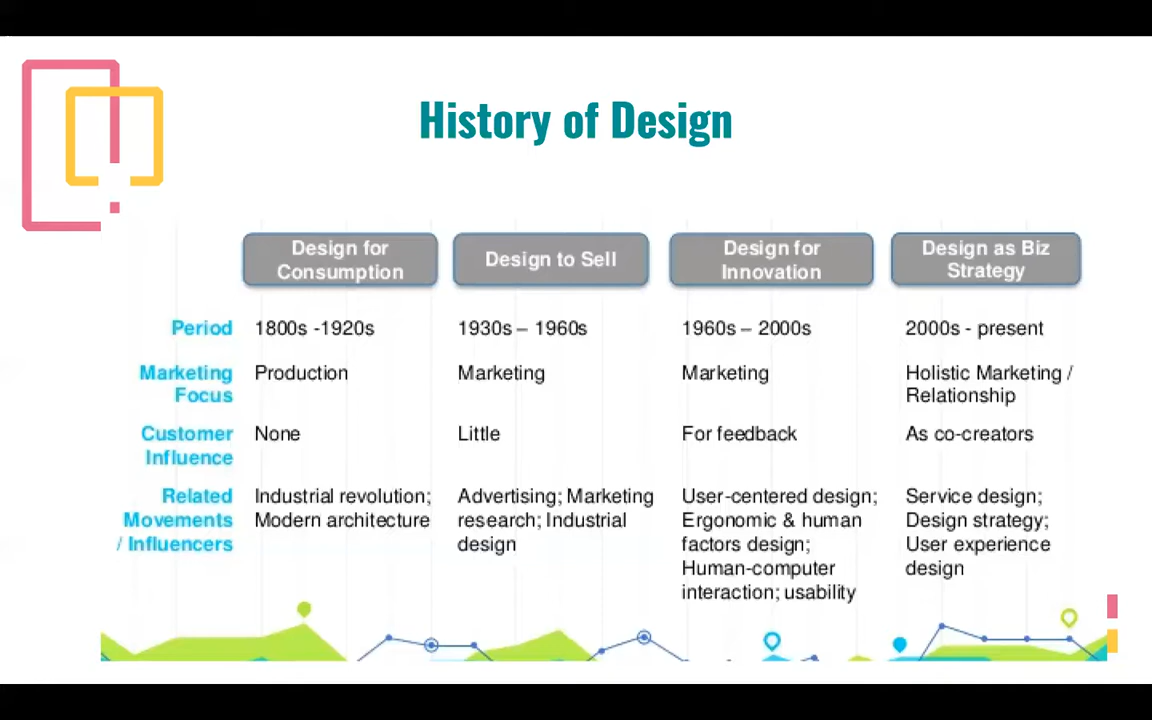 History of Design
Design for
Consumption
Design to Sell
Design for
Innovation
Design as Biz
Strategy
Period
1800s -1920s
1930s – 1960s
1960s – 2000s
2000s - present
Marketing
Focus
Production
Marketing
Marketing
Holistic Marketing /
Relationship
Customer
Influence
None
Little
For feedback
As co-creators
Related
Movements
/ Influencers
Industrial revolution;
Modern architecture
Advertising; Marketing
research; Industrial
design
User-centered design;
Ergonomic & human
factors design;
Human-computer
interaction; usability
Service design;
Design strategy;
User experience
design